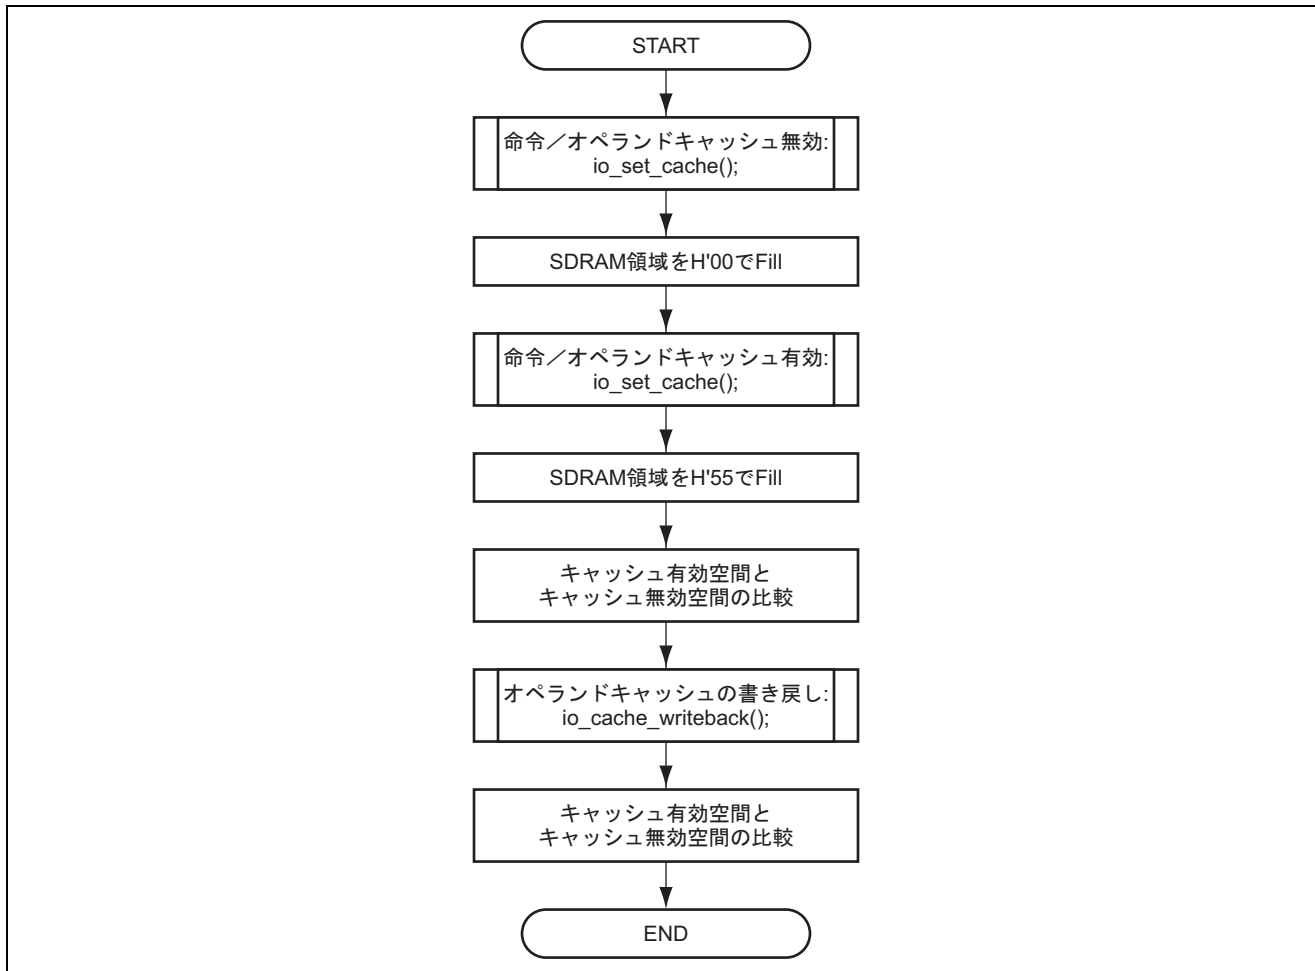 START
命令／オペランドキャッシュ無効:
io_set_cache();
SDRAM領域をH'00でFill
命令／オペランドキャッシュ有効:
io_set_cache();
SDRAM領域をH'55でFill
キャッシュ有効空間と
キャッシュ無効空間の比較
オペランドキャッシュの書き戻し:
io_cache_writeback();
キャッシュ有効空間と
キャッシュ無効空間の比較
END